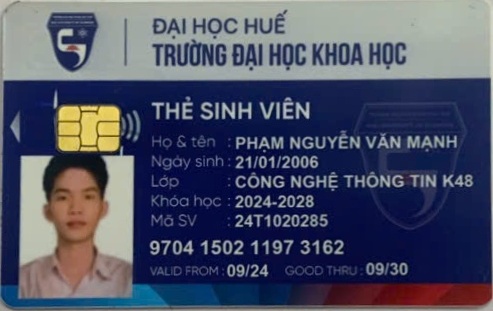 ĐẠI HỌC HUẾ
TRƯỜNG ĐẠI HỌC KHOA HỌC
THẺ SINH VIÊN
Họ & tên : PHẠM NGUYỄN VĂN MẠNH
Ngày sinh : 21/01/2006
Lớp : CÔNG NGHỆ THÔNG TIN K48
Khóa học : 2024-2028
Mã SV : 24T1020285
9704 1502 1197 3162
VALID FROM : 09/24 GOOD THRU : 09/30